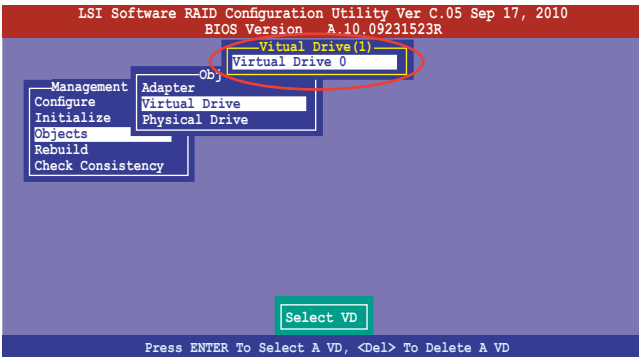 LSI Software RAID Configuration Utility Ver C.05 Sep 17, 2010
BIOS Version A.10.09231523R
Vitual Drive(1)
Virtual Drive 0
Obj
Adapter
Virtual Drive
Physical Drive
Management
Configure
Initialize
Objects
Rebuild
Check Consistency
Select VD
Press ENTER To Select A VD, <Del> To Delete A VD